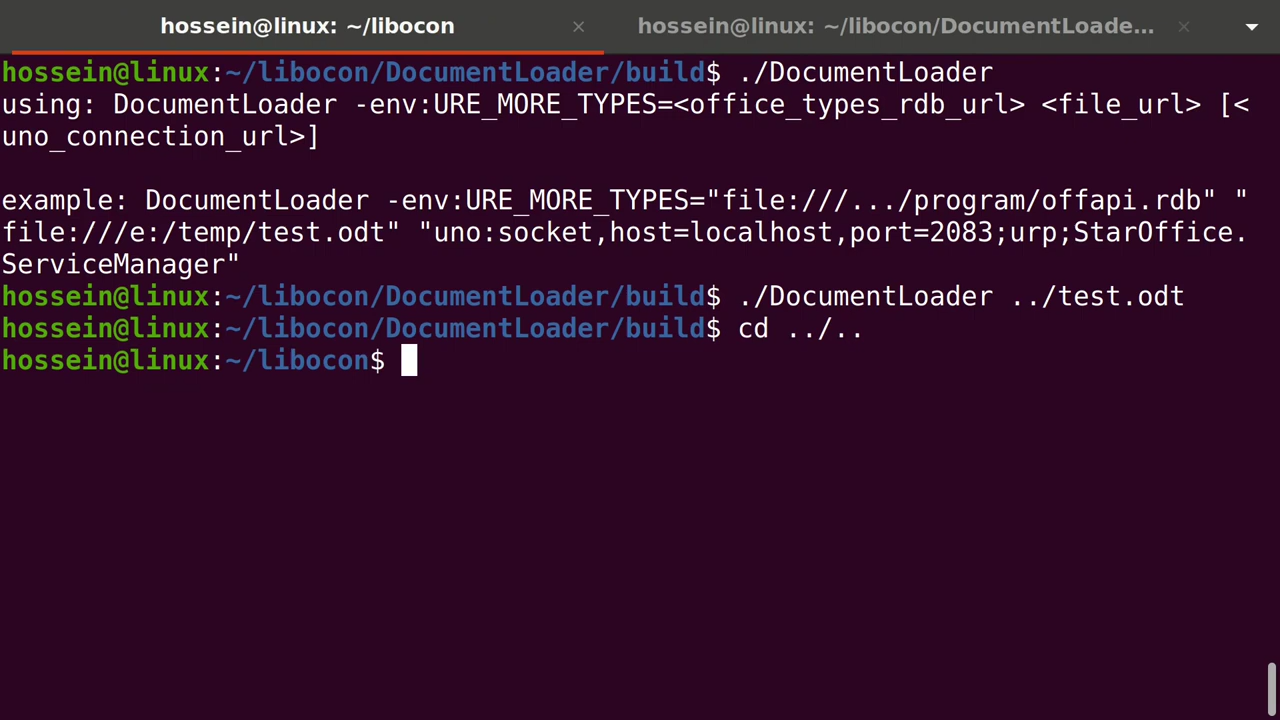 hossein@linux: ~/libocon × hossein@linux: ~/libocon/DocumentLoade... ×
hossein@linux:~/libocon/DocumentLoader/build$ ./DocumentLoader
using: DocumentLoader -env:URE_MORE_TYPES=<office_types_rdb_url> <file_url> [<
uno_connection_url>]
example: DocumentLoader -env:URE_MORE_TYPES="file:///.../program/offapi.rdb" "
file:///e:/temp/test.odt" "uno:socket,host=localhost,port=2083;urp;StarOffice.
ServiceManager"
hossein@linux:~/libocon/DocumentLoader/build$ ./DocumentLoader ../test.odt
hossein@linux:~/libocon/DocumentLoader/build$ cd ../..
hossein@linux:~/libocon$